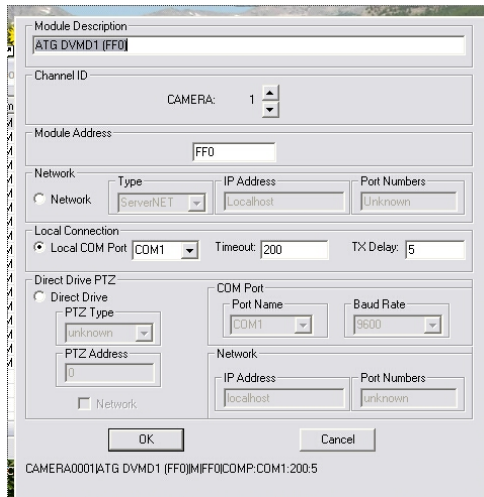 Module Description
ATG DVMD1 (FF0)
Channel ID
CAMERA: 1
Module Address
FF0
Network
Network
Type
ServerNET
IP Address
Localhost
Port Numbers
Unknown
Local Connection
Local COM Port COM1 Timeout: 200 TX Delay: 5
Direct Drive PTZ
Direct Drive
PTZ Type
unknown
PTZ Address
0
Network
COM Port
Port Name
COM1
Baud Rate
9600
Network
IP Address
localhost
Port Numbers
unknown
OK Cancel
CAMERA0001|ATG DVMD1 (FF0)|M|FF0|COMP:COM1:200:5